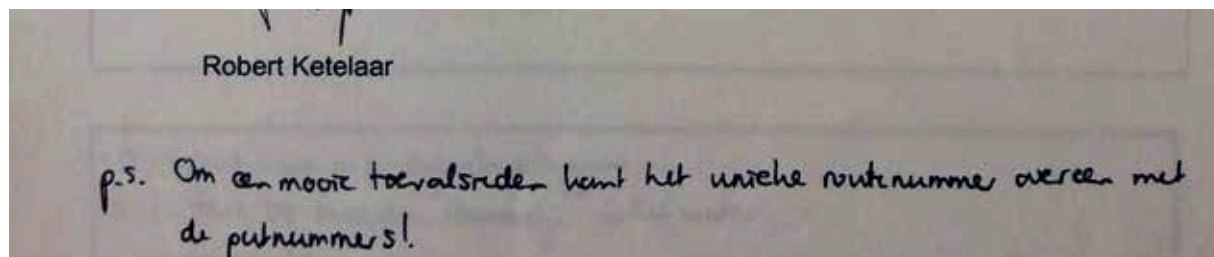 Robert Ketelaar
p.s. Om een mooie toevalsreden komt het unieke routenummer overeen met
de putnummers!